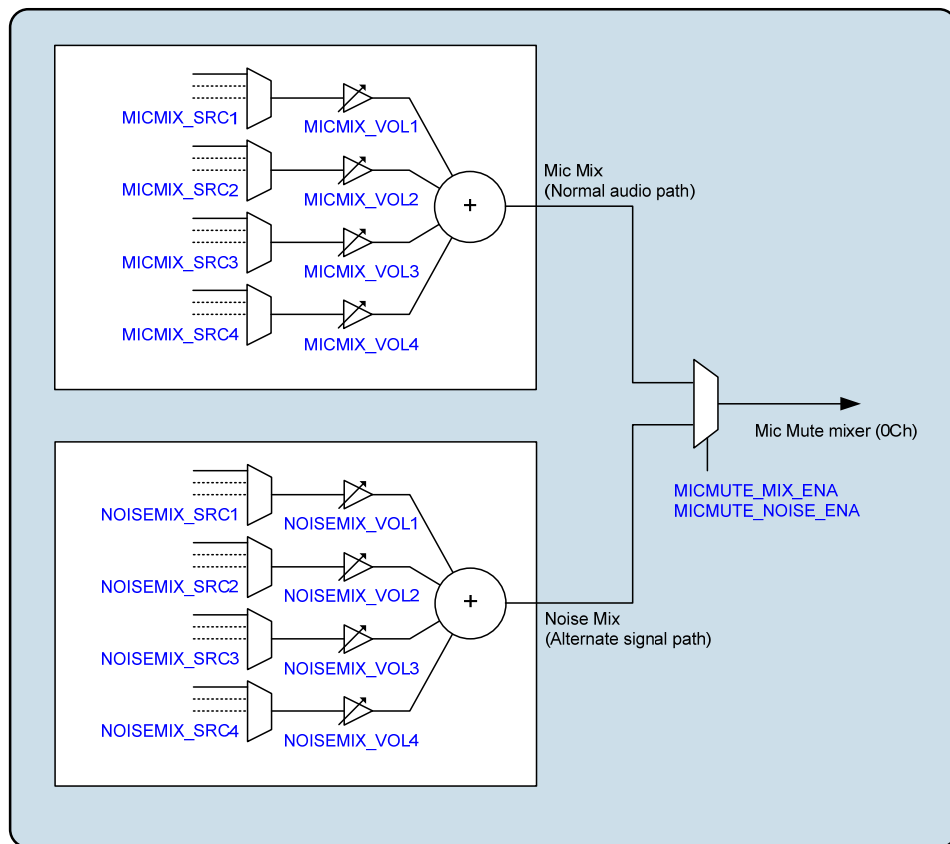 MICMIX_SRC1
MICMIX_VOL1
MICMIX_SRC2
MICMIX_VOL2
MICMIX_SRC3
MICMIX_VOL3
MICMIX_SRC4
MICMIX_VOL4
+
Mic Mix
(Normal audio path)
Mic Mute mixer (0Ch)
MICMUTE_MIX_ENA
MICMUTE_NOISE_ENA
NOISEMIX_SRC1
NOISEMIX_VOL1
NOISEMIX_SRC2
NOISEMIX_VOL2
NOISEMIX_SRC3
NOISEMIX_VOL3
NOISEMIX_SRC4
NOISEMIX_VOL4
+
Noise Mix
(Alternate signal path)